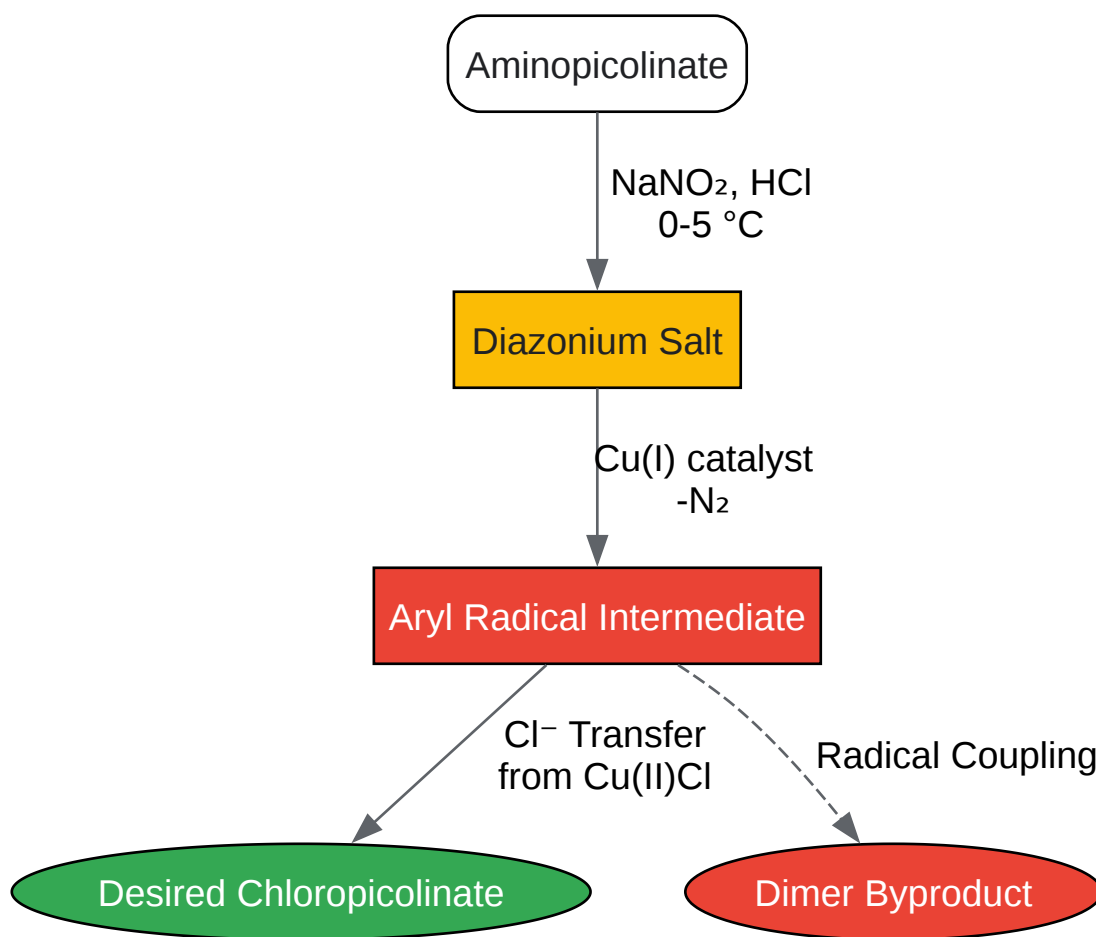 Aminopicolinate
NaNO₂, HCl
0-5 °C
Diazonium Salt
Cu(I) catalyst
-N₂
Aryl Radical Intermediate
Cl⁻ Transfer
from Cu(II)Cl
Radical Coupling
Desired Chloropicolinate
Dimer Byproduct